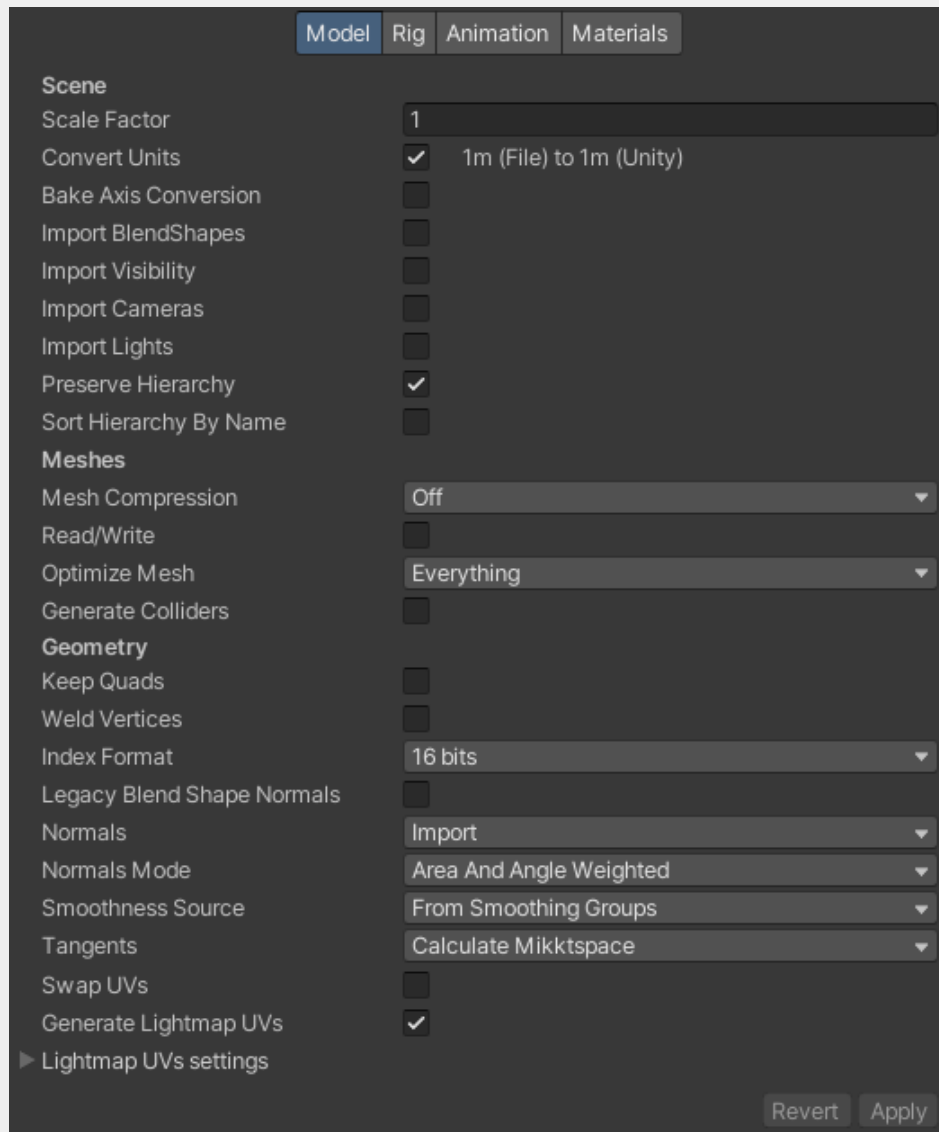 Model Rig Animation Materials
Scene
Scale Factor 1
Convert Units 1m (File) to 1m (Unity)
Bake Axis Conversion
Import BlendShapes
Import Visibility
Import Cameras
Import Lights
Preserve Hierarchy
Sort Hierarchy By Name
Meshes
Mesh Compression Off
Read/Write
Optimize Mesh Everything
Generate Colliders
Geometry
Keep Quads
Weld Vertices
Index Format 16 bits
Legacy Blend Shape Normals
Normals Import
Normals Mode Area And Angle Weighted
Smoothness Source From Smoothing Groups
Tangents Calculate Mikktspace
Swap UVs
Generate Lightmap UVs
Lightmap UVs settings
Revert Apply